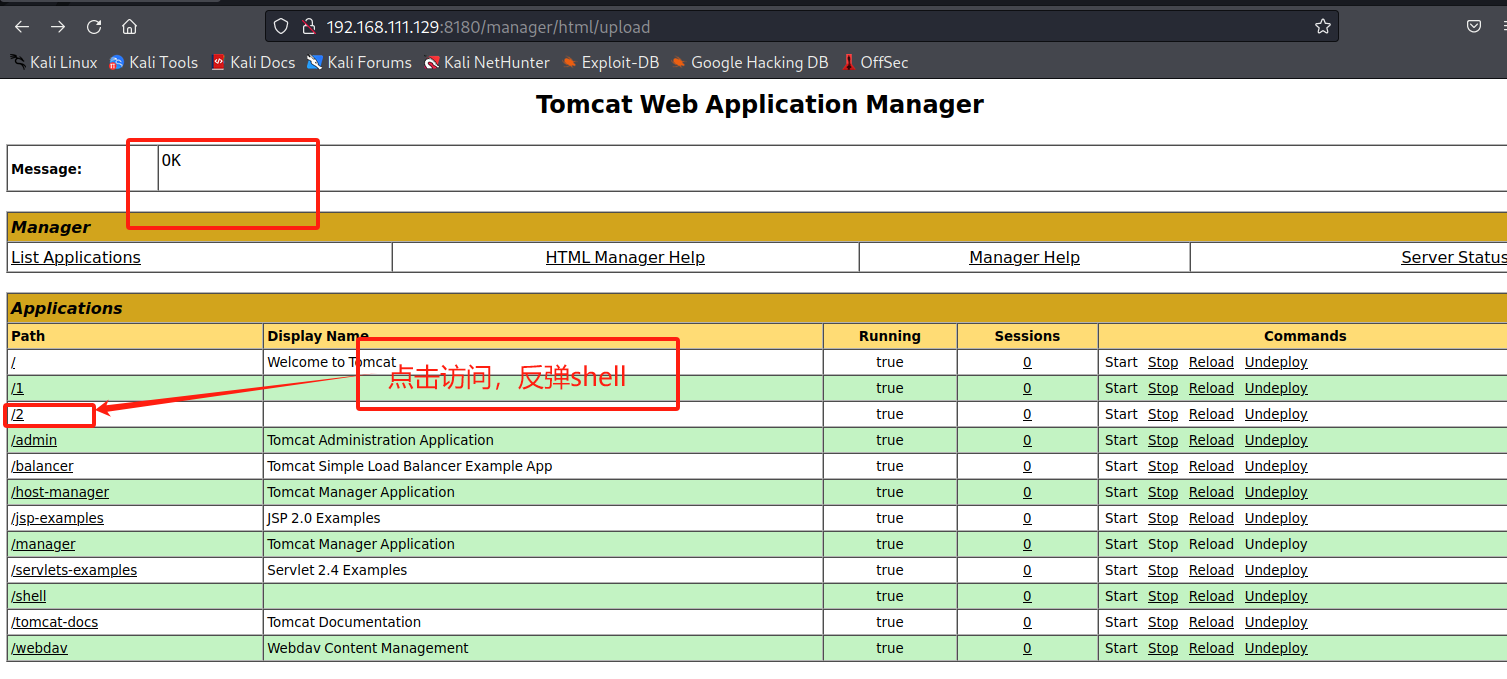 192.168.111.129:8180/manager/html/upload
Kali Linux Kali Tools Kali Docs Kali Forums Kali NetHunter Exploit-DB Google Hacking DB OffSec
Tomcat Web Application Manager
Message: OK
Manager
List Applications HTML Manager Help Manager Help Server Status
Applications
Path Display Name Running Sessions Commands
/ Welcome to Tomcat true 0 Start Stop Reload Undeploy
点击访问，反弹shell
/1 true 0 Start Stop Reload Undeploy
/2 true 0 Start Stop Reload Undeploy
/admin Tomcat Administration Application true 0 Start Stop Reload Undeploy
/balancer Tomcat Simple Load Balancer Example App true 0 Start Stop Reload Undeploy
/host-manager Tomcat Manager Application true 0 Start Stop Reload Undeploy
/jsp-examples JSP 2.0 Examples true 0 Start Stop Reload Undeploy
/manager Tomcat Manager Application true 0 Start Stop Reload Undeploy
/servlets-examples Servlet 2.4 Examples true 0 Start Stop Reload Undeploy
/shell true 0 Start Stop Reload Undeploy
/tomcat-docs Tomcat Documentation true 0 Start Stop Reload Undeploy
/webdav Webdav Content Management true 0 Start Stop Reload Undeploy